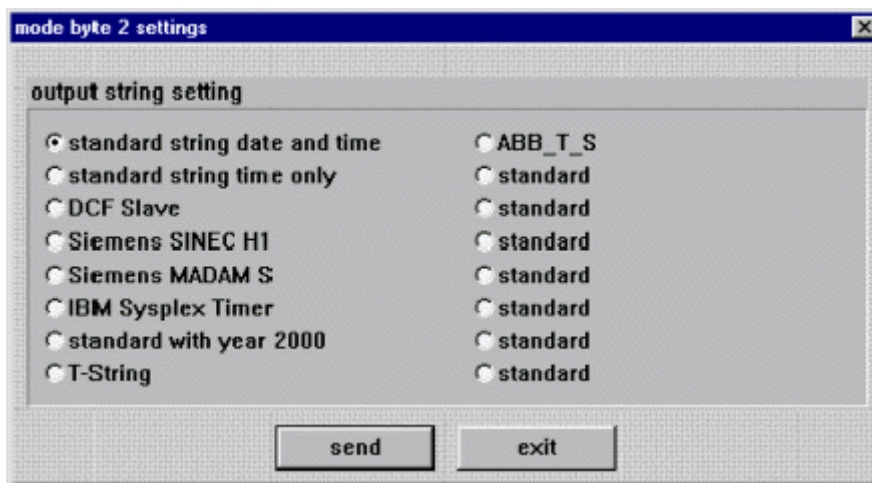 mode byte 2 settings
output string setting
standard string date and time
standard string time only
DCF Slave
Siemens SINEC H1
Siemens MADAM S
IBM Sysplex Timer
standard with year 2000
T-String
ABB_T_S
standard
standard
standard
standard
standard
standard
standard
send
exit